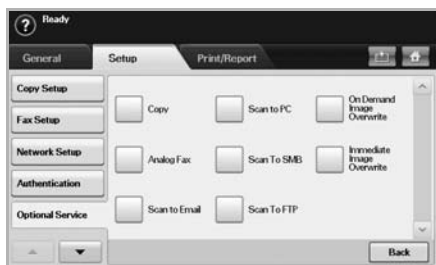 ? Ready
General Setup Print/Report
Copy Setup
Fax Setup
Network Setup
Authentication
Optional Service
Copy Scan to PC On Demand
Image
Overwrite
Analog Fax Scan To SMB Immediate
Image
Overwrite
Scan to Email Scan To FTP
Back